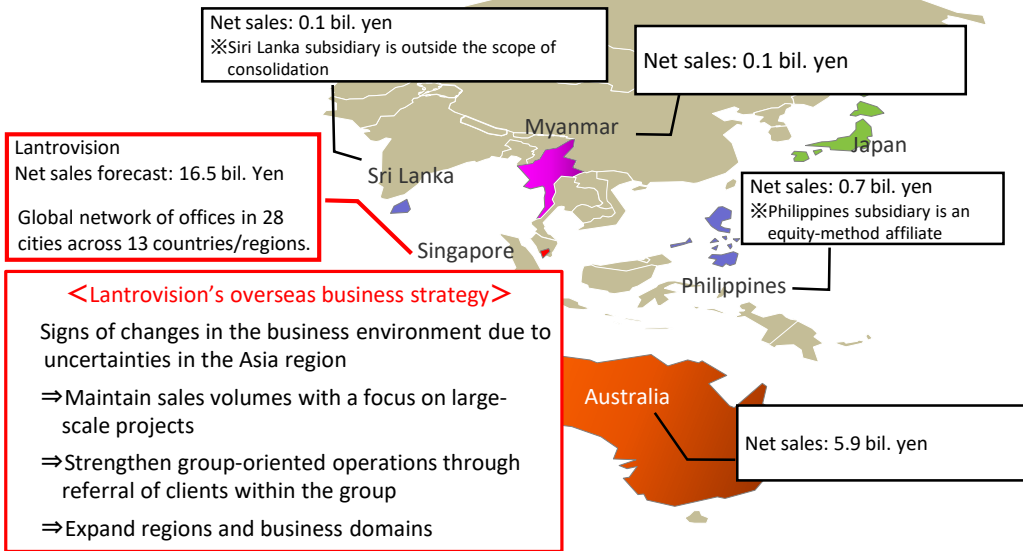 Net sales: 0.1 bil. yen
※Siri Lanka subsidiary is outside the scope of
consolidation
Net sales: 0.1 bil. yen
Myanmar
Japan
Lantrovision
Net sales forecast: 16.5 bil. Yen
Global network of offices in 28
cities across 13 countries/regions.
Sri Lanka
Net sales: 0.7 bil. yen
※Philippines subsidiary is an
equity-method affiliate
Singapore
Philippines
＜Lantrovision’s overseas business strategy＞
Signs of changes in the business environment due to
uncertainties in the Asia region
⇒Maintain sales volumes with a focus on large-
scale projects
⇒Strengthen group-oriented operations through
referral of clients within the group
⇒Expand regions and business domains
Australia
Net sales: 5.9 bil. yen